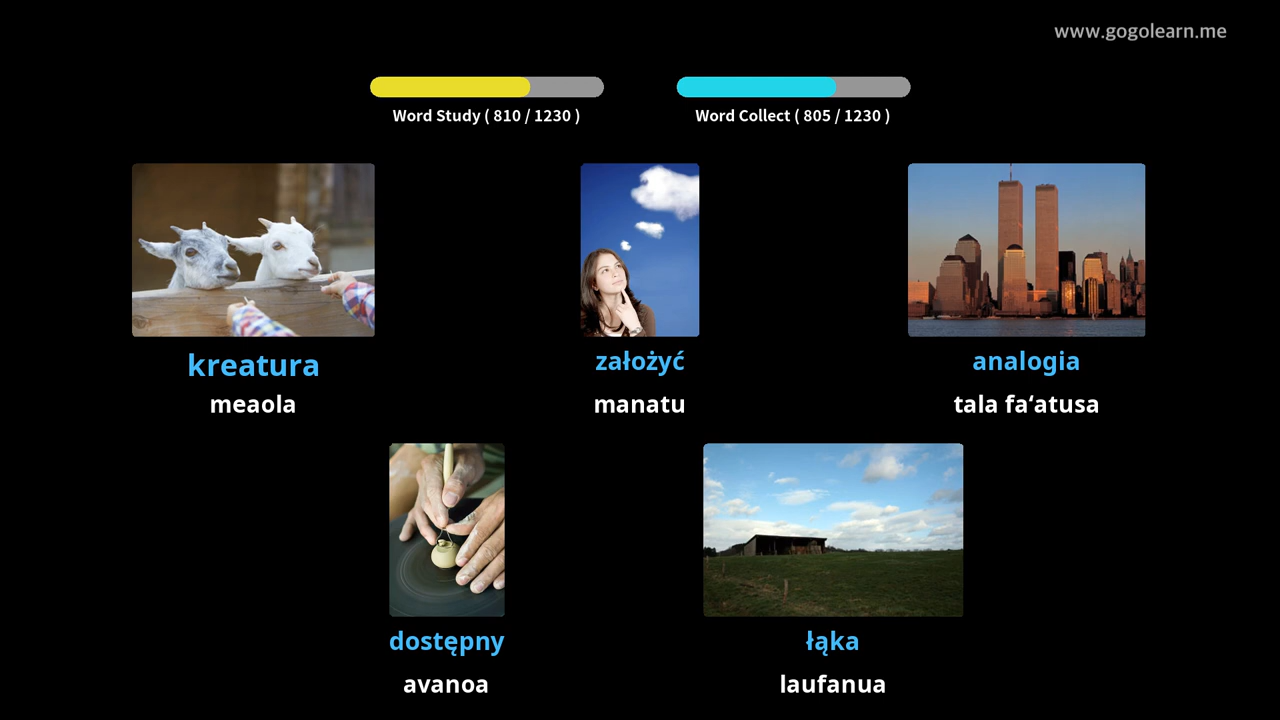 www.gogolearn.me
Word Study ( 810 / 1230 )
Word Collect ( 805 / 1230 )
kreatura
meaola
założyć
manatu
analogia
tala fa‘atusa
dostępny
avanoa
łąka
laufanua